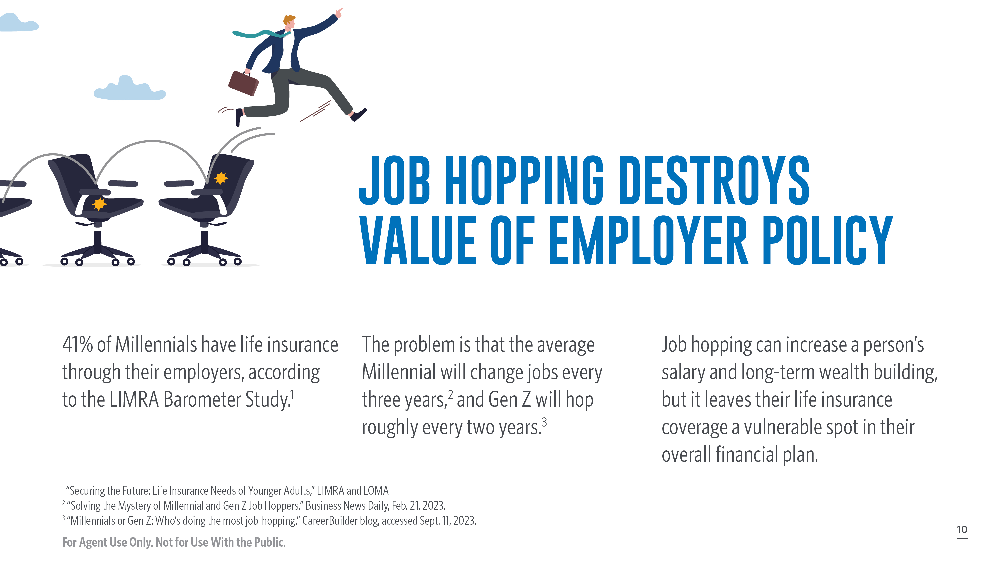 JOB HOPPING DESTROYS
VALUE OF EMPLOYER POLICY
41% of Millennials have life insurance
through their employers, according
to the LIMRA Barometer Study.¹
The problem is that the average
Millennial will change jobs every
three years,² and Gen Z will hop
roughly every two years.³
Job hopping can increase a person’s
salary and long-term wealth building,
but it leaves their life insurance
coverage a vulnerable spot in their
overall financial plan.
¹ “Securing the Future: Life Insurance Needs of Younger Adults,” LIMRA and LOMA
² “Solving the Mystery of Millennial and Gen Z Job Hoppers,” Business News Daily, Feb. 21, 2023.
³ “Millennials or Gen Z: Who’s doing the most job-hopping,” CareerBuilder blog, accessed Sept. 11, 2023.
For Agent Use Only. Not for Use With the Public.
10